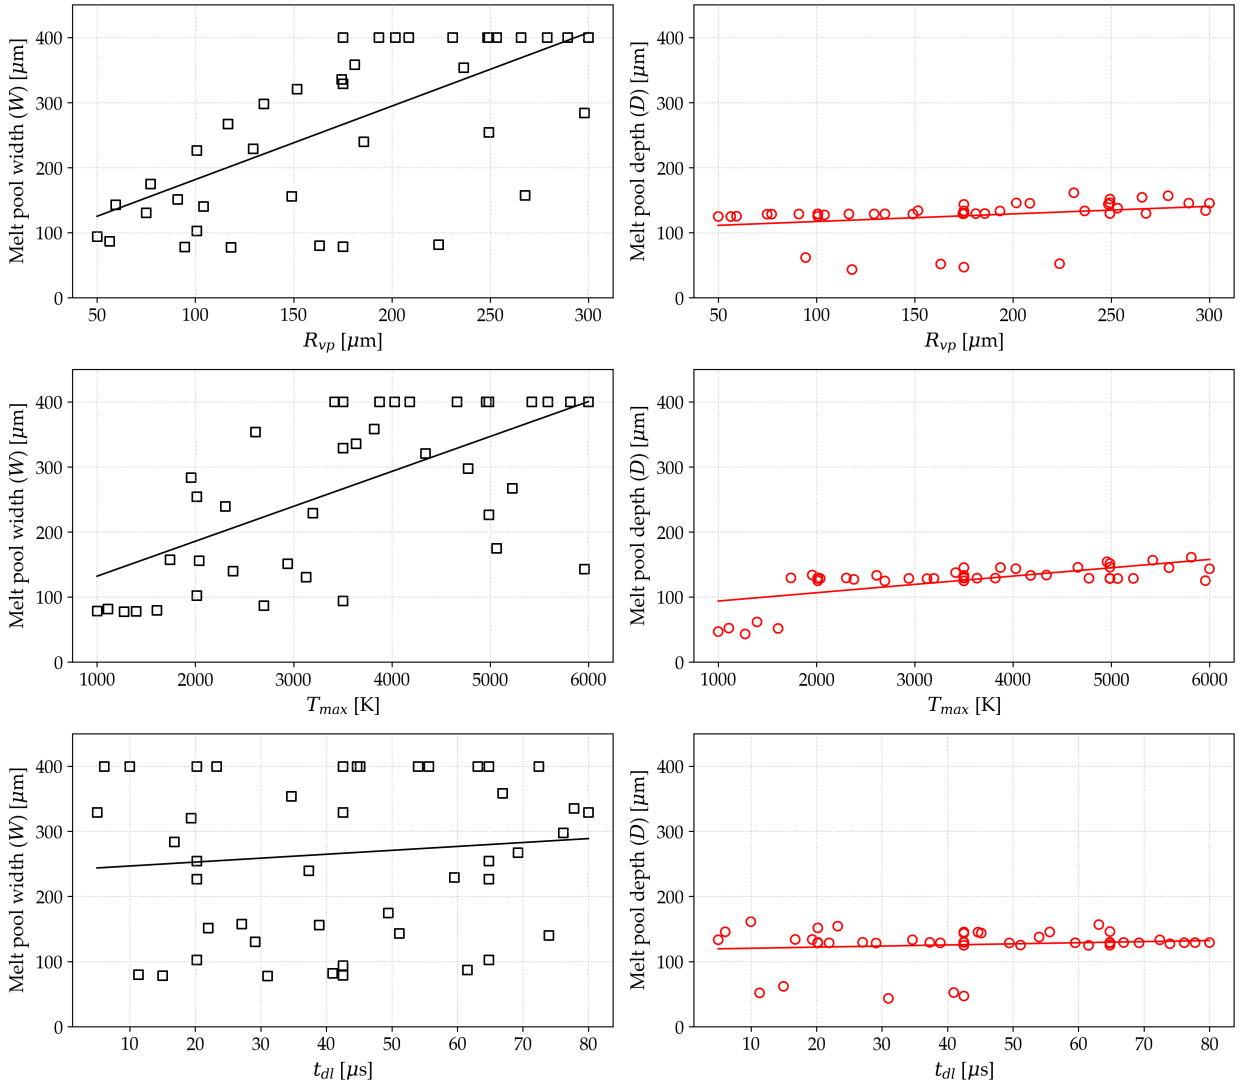 Melt pool width (W) [μm]
400
300
200
100
0
50 100 150 200 250 300
R_vp [μm]
Melt pool depth (D) [μm]
400
300
200
100
0
50 100 150 200 250 300
R_vp [μm]
Melt pool width (W) [μm]
400
300
200
100
0
1000 2000 3000 4000 5000 6000
T_max [K]
Melt pool depth (D) [μm]
400
300
200
100
0
1000 2000 3000 4000 5000 6000
T_max [K]
Melt pool width (W) [μm]
400
300
200
100
0
10 20 30 40 50 60 70 80
t_dl [μs]
Melt pool depth (D) [μm]
400
300
200
100
0
10 20 30 40 50 60 70 80
t_dl [μs]